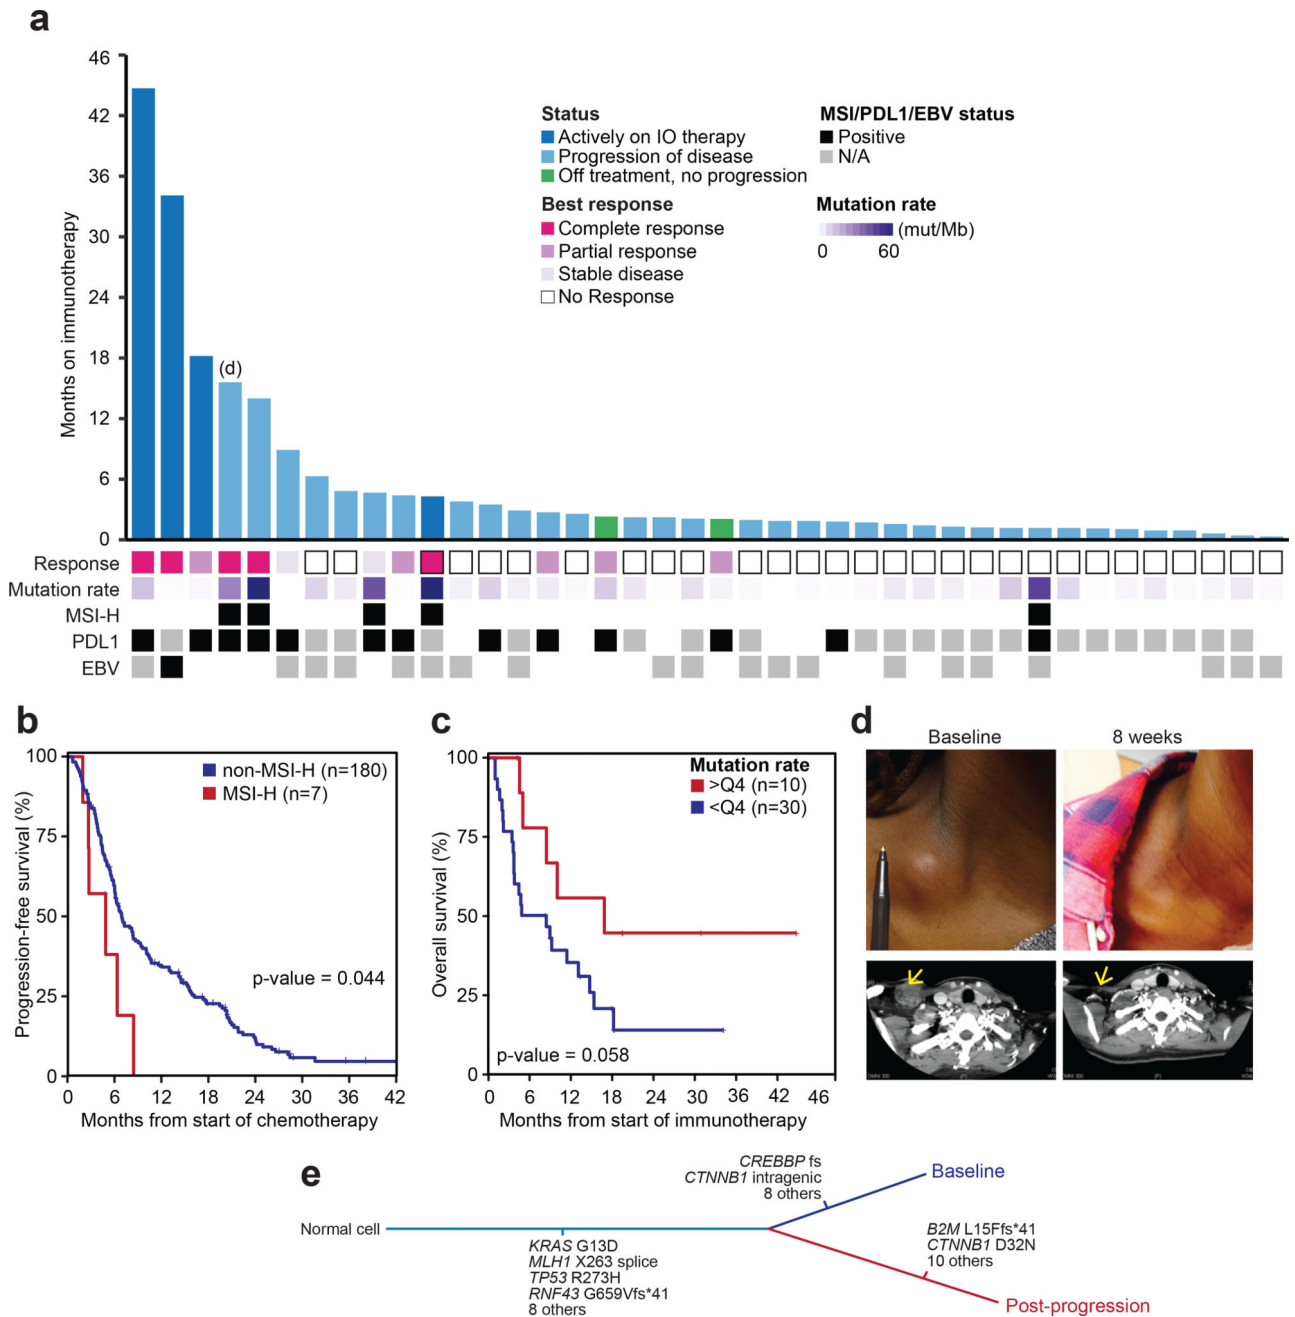 a
46
42
36
30
24
18
12
6
0
Months on immunotherapy
(d)
Status
Actively on IO therapy
Progression of disease
Off treatment, no progression
Best response
Complete response
Partial response
Stable disease
No Response
MSI/PDL1/EBV status
Positive
N/A
Mutation rate
(mut/Mb)
0 60
Response
Mutation rate
MSI-H
PDL1
EBV
b
100
75
50
25
0
Progression-free survival (%)
non-MSI-H (n=180)
MSI-H (n=7)
p-value = 0.044
0 6 12 18 24 30 36 42
Months from start of chemotherapy
c
100
75
50
25
0
Overall survival (%)
Mutation rate
>Q4 (n=10)
<Q4 (n=30)
p-value = 0.058
0 6 12 18 24 30 36 42 46
Months from start of immunotherapy
d
Baseline 8 weeks
OMNI 300 [P]
OMNI 300 [P]
e
Normal cell
KRAS G13D
MLH1 X263 splice
TP53 R273H
RNF43 G659Vfs*41
8 others
CREBBP fs
CTNNB1 intragenic
8 others
Baseline
B2M L15Ffs*41
CTNNB1 D32N
10 others
Post-progression